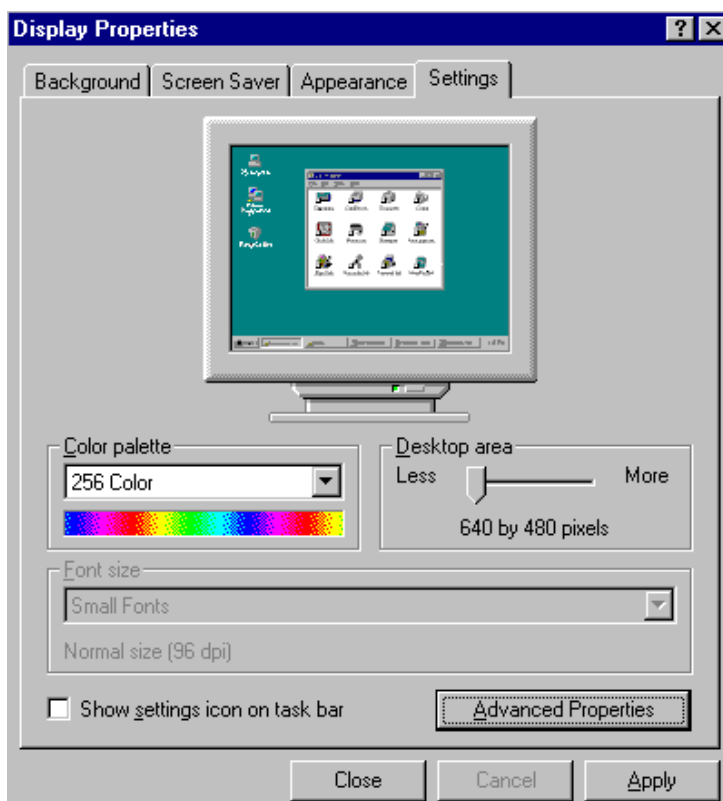 Display Properties
Background Screen Saver Appearance Settings
Color palette
256 Color
Desktop area
Less More
640 by 480 pixels
Font size
Small Fonts
Normal size (96 dpi)
Show settings icon on task bar
Advanced Properties
Close Cancel Apply